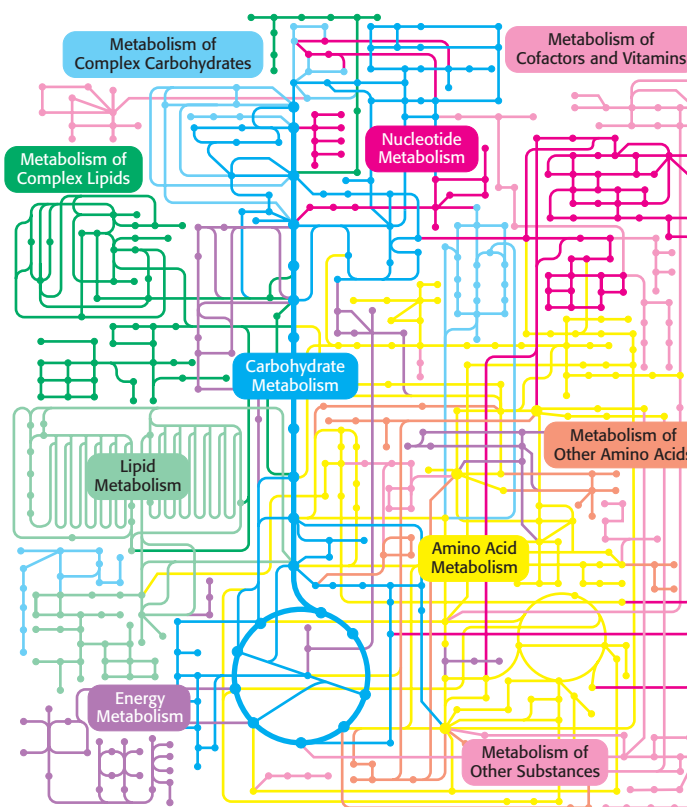 Metabolism of
Complex Carbohydrates
Metabolism of
Cofactors and Vitamins
Nucleotide
Metabolism
Metabolism of
Complex Lipids
Carbohydrate
Metabolism
Metabolism of
Other Amino Acids
Lipid
Metabolism
Amino Acid
Metabolism
Energy
Metabolism
Metabolism of
Other Substances